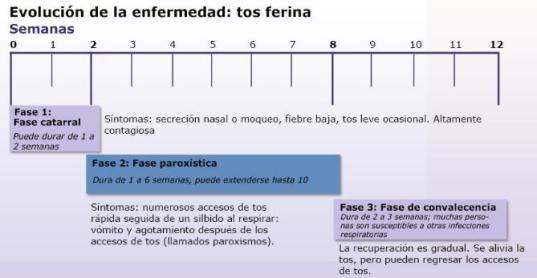 Evolución de la enfermedad: tos ferina
Semanas
0 1 2 3 4 5 6 7 8 9 10 11 12
Fase 1:
Fase catarral
Puede durar de 1 a
2 semanas
Síntomas: secreción nasal o moqueo, fiebre baja, tos leve ocasional. Altamente
contagiosa
Fase 2: Fase paroxística
Dura de 1 a 6 semanas, puede extenderse hasta 10
Síntomas: numerosos accesos de tos
rápida seguida de un silbido al respirar:
vómito y agotamiento después de los
accesos de tos (llamados paroxismos).
Fase 3: Fase de convalecencia
Dura de 2 a 3 semanas; muchas perso-
nas son susceptibles a otras infecciones
respiratorias
La recuperación es gradual. Se alivia la
tos, pero pueden regresar los accesos
de tos.